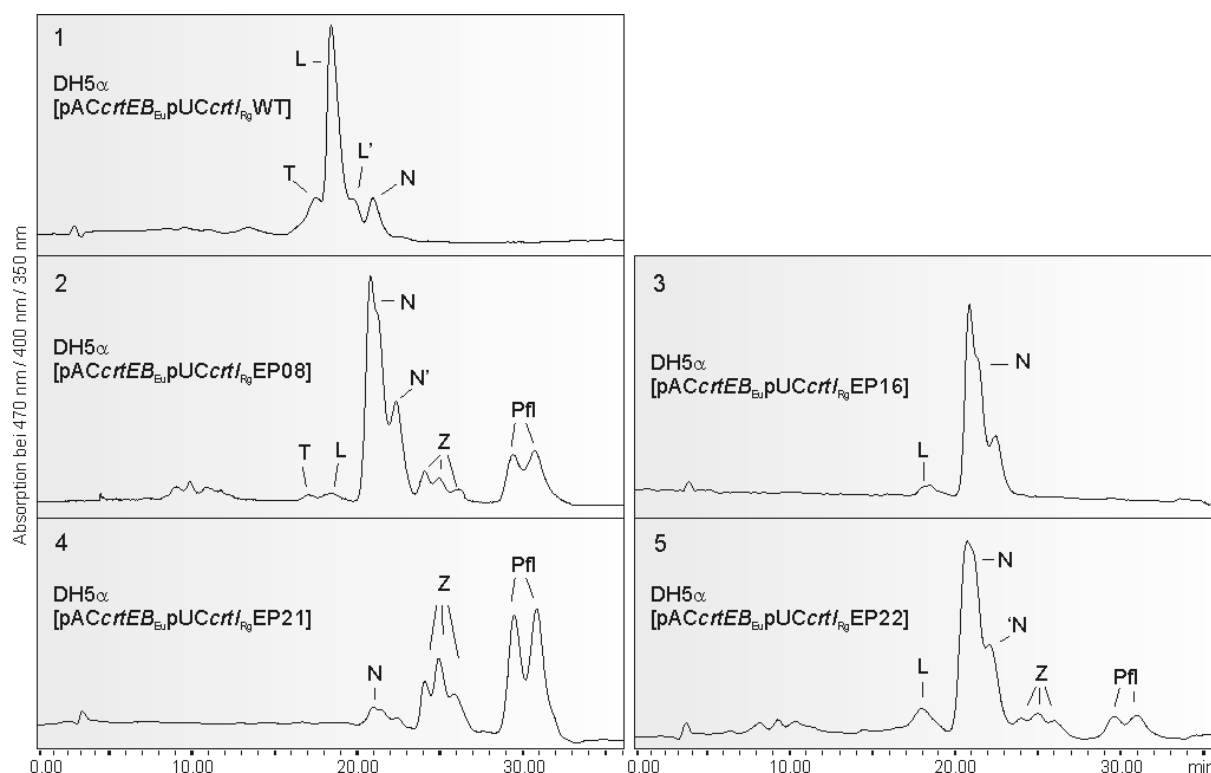 Absorption bei 470 nm / 400 nm / 350 nm
1
DH5α
[pACcrtEB_Eu pUCcrtI_Rg WT]
T
L
L'
N
2
DH5α
[pACcrtEB_Eu pUCcrtI_Rg EP08]
T
L
N
N'
Z
Pfl
3
DH5α
[pACcrtEB_Eu pUCcrtI_Rg EP16]
L
N
4
DH5α
[pACcrtEB_Eu pUCcrtI_Rg EP21]
N
Z
Pfl
0.00 10.00 20.00 30.00
5
DH5α
[pACcrtEB_Eu pUCcrtI_Rg EP22]
L
N
'N
Z
Pfl
0.00 10.00 20.00 30.00 min